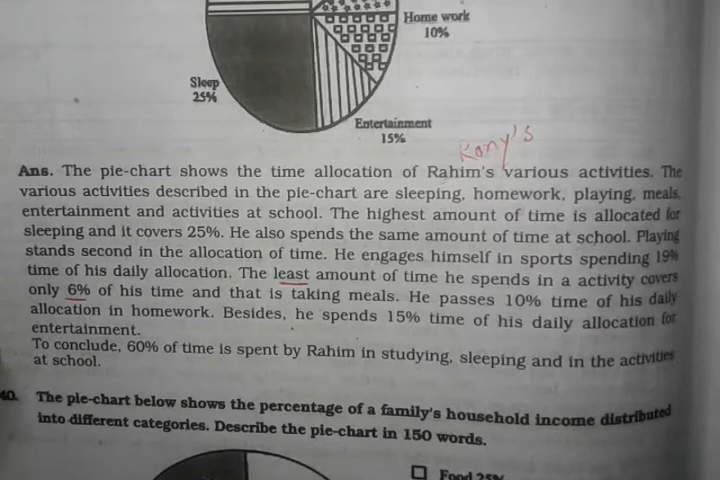 Home work
10%
Sleep
25%
Entertainment
15%
Rony's
Ans. The pie-chart shows the time allocation of Rahim's various activities. The
various activities described in the pie-chart are sleeping, homework, playing, meals,
entertainment and activities at school. The highest amount of time is allocated for
sleeping and it covers 25%. He also spends the same amount of time at school. Playing
stands second in the allocation of time. He engages himself in sports spending 19%
time of his daily allocation. The least amount of time he spends in a activity covers
only 6% of his time and that is taking meals. He passes 10% time of his daily
allocation in homework. Besides, he spends 15% time of his daily allocation for
entertainment.
To conclude, 60% of time is spent by Rahim in studying, sleeping and in the activities
at school.
40. The pie-chart below shows the percentage of a family's household income distributed
into different categories. Describe the pie-chart in 150 words.
Food 25%